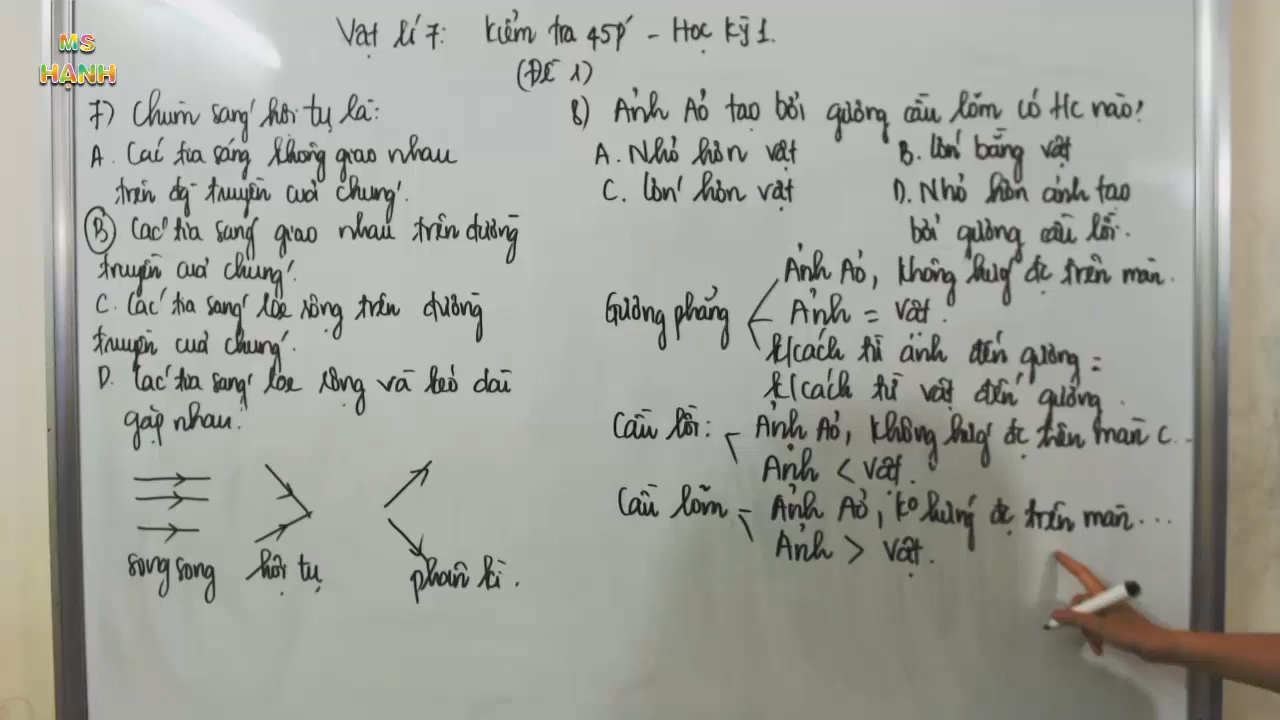 MS
HẠNH
Vật lí 7: Kiểm tra 45p' - Học Kỳ 1.
(ĐỀ 1)
7) Chùm sáng hội tụ là:
A. Các tia sáng không giao nhau
trên đg truyền của chúng.
B) Các tia sáng giao nhau trên đường
truyền của chúng.
C. Các tia sáng lóe rộng trên đường
truyền của chúng.
D. Các tia sáng lóe rộng và kéo dài
gặp nhau.
song song
hội tụ
phân kì.
8) Ảnh Ảo tạo bởi gương cầu lõm có t/c nào?
A. Nhỏ hơn vật
B. lớn bằng vật
C. lớn hơn vật
D. Nhỏ hơn ảnh tạo
bởi gương cầu lồi.
Gương phẳng
Ảnh Ảo, không hứng đc trên màn.
Ảnh = vật.
k/cách từ ảnh đến gương =
k/cách từ vật đến gương.
Cầu lồi: - Ảnh Ảo, không hứng đc trên màn c...
Ảnh < vật.
Cầu lõm - Ảnh Ảo, ko hứng đc trên màn...
Ảnh > vật.